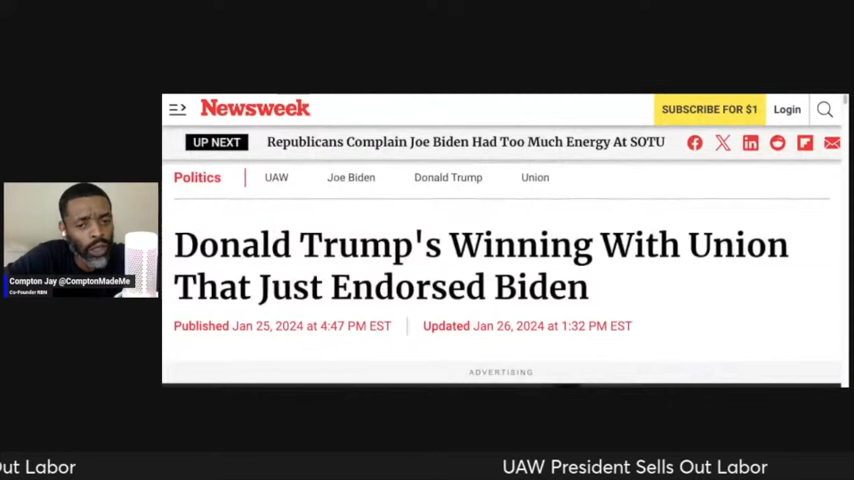 Newsweek
SUBSCRIBE FOR $1
Login
UP NEXT
Republicans Complain Joe Biden Had Too Much Energy At SOTU
Politics
UAW
Joe Biden
Donald Trump
Union
Donald Trump's Winning With Union
That Just Endorsed Biden
Published Jan 25, 2024 at 4:47 PM EST
Updated Jan 26, 2024 at 1:32 PM EST
ADVERTISING
Compton Jay @ComptonMadeMe
Co-Founder RBN
Out Labor
UAW President Sells Out Labor